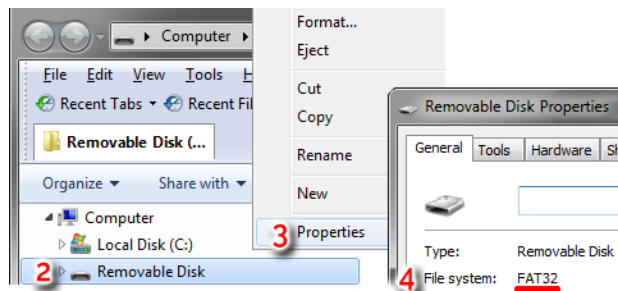 Computer
File Edit View Tools H
Recent Tabs Recent Fil
Removable Disk (...
Organize Share with
Computer
Local Disk (C:)
2 Removable Disk
Format...
Eject
Cut
Copy
Rename
New
3 Properties
Removable Disk Properties
General Tools Hardware Sh
Type: Removable Disk
4 File system: FAT32